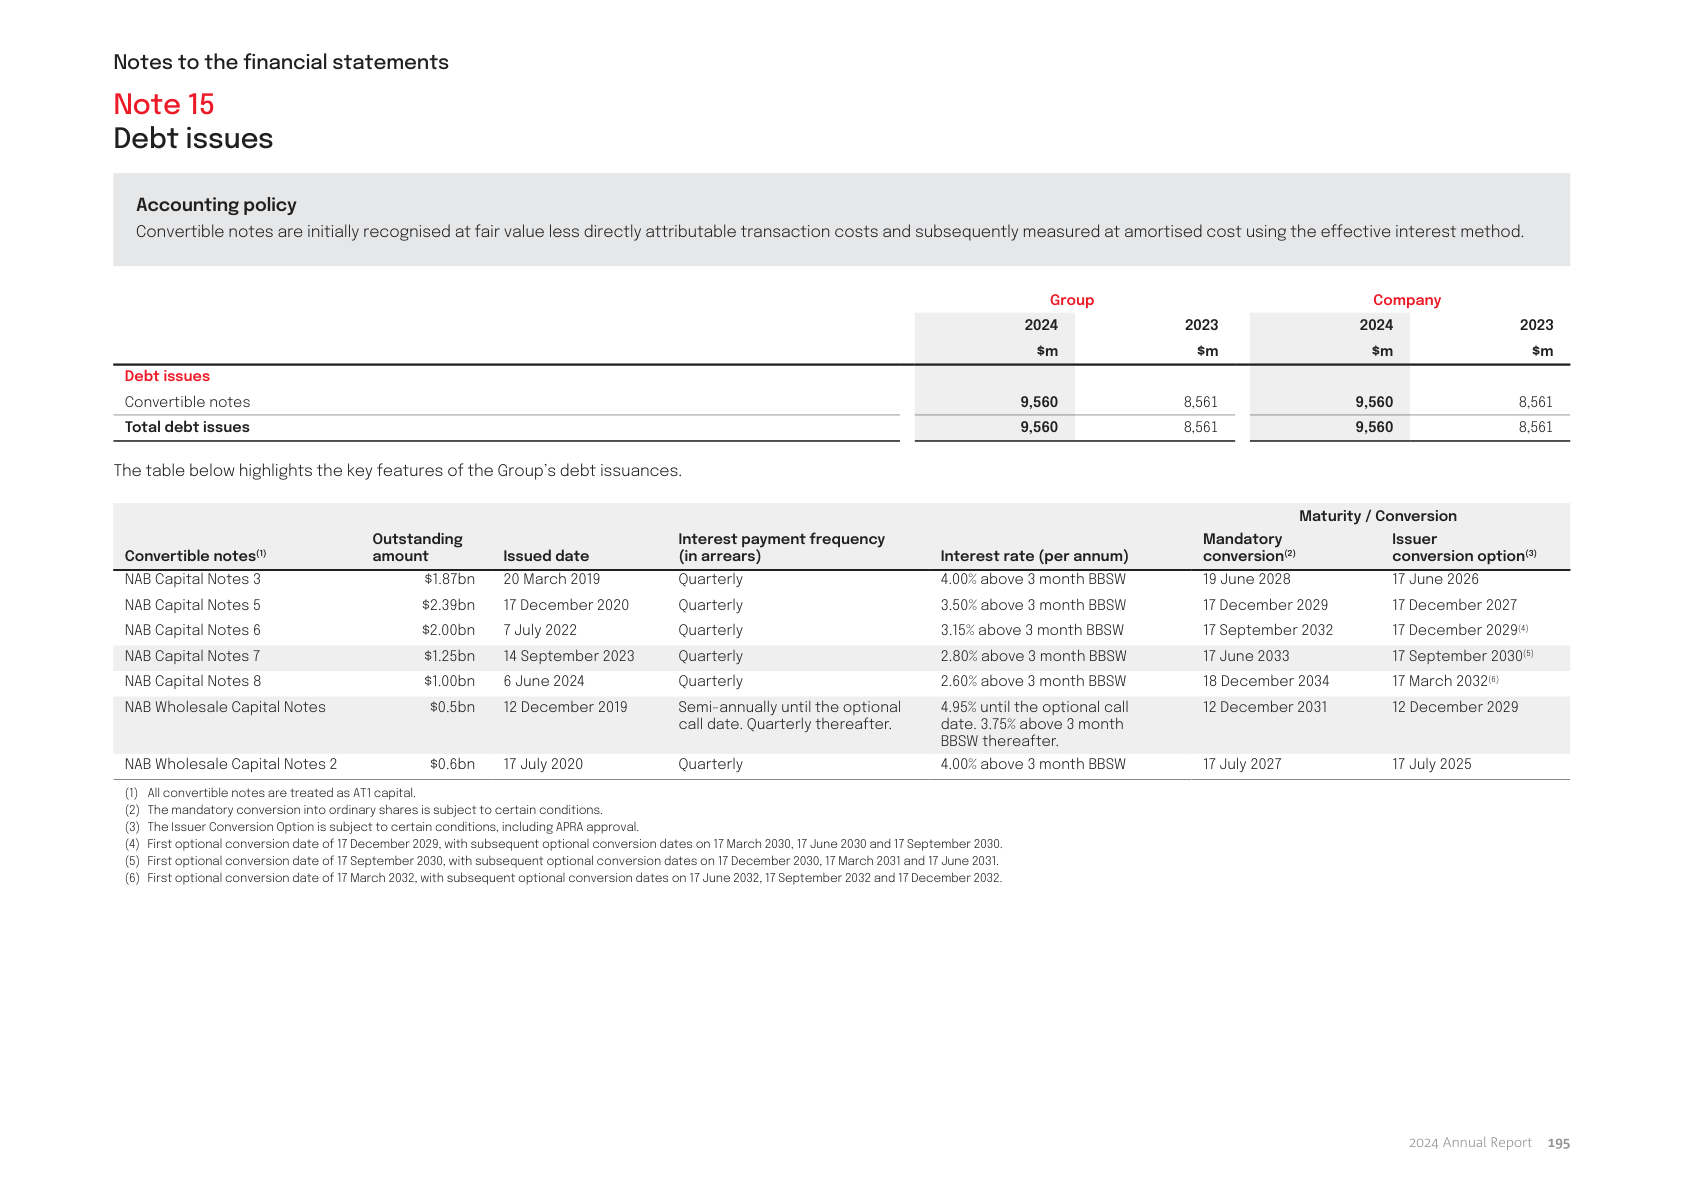 Notes to the financial statements
Note 15
Debt issues
Accounting policy
Convertible notes are initially recognised at fair value less directly attributable transaction costs and subsequently measured at amortised cost using the effective interest method.
Group Company
2024 2023 2024 2023
$m $m $m $m
Debt issues
Convertible notes 9,560 8,561 9,560 8,561
Total debt issues 9,560 8,561 9,560 8,561
The table below highlights the key features of the Group's debt issuances.
Maturity / Conversion
Convertible notes(1) Outstanding amount Issued date Interest payment frequency (in arrears) Interest rate (per annum) Mandatory conversion(2) Issuer conversion option(3)
NAB Capital Notes 3 $1.87bn 20 March 2019 Quarterly 4.00% above 3 month BBSW 19 June 2028 17 June 2026
NAB Capital Notes 5 $2.39bn 17 December 2020 Quarterly 3.50% above 3 month BBSW 17 December 2029 17 December 2027
NAB Capital Notes 6 $2.00bn 7 July 2022 Quarterly 3.15% above 3 month BBSW 17 September 2032 17 December 2029(4)
NAB Capital Notes 7 $1.25bn 14 September 2023 Quarterly 2.80% above 3 month BBSW 17 June 2033 17 September 2030(5)
NAB Capital Notes 8 $1.00bn 6 June 2024 Quarterly 2.60% above 3 month BBSW 18 December 2034 17 March 2032(6)
NAB Wholesale Capital Notes $0.5bn 12 December 2019 Semi-annually until the optional call date. Quarterly thereafter. 4.95% until the optional call date. 3.75% above 3 month BBSW thereafter. 12 December 2031 12 December 2029
NAB Wholesale Capital Notes 2 $0.6bn 17 July 2020 Quarterly 4.00% above 3 month BBSW 17 July 2027 17 July 2025
(1) All convertible notes are treated as AT1 capital.
(2) The mandatory conversion into ordinary shares is subject to certain conditions.
(3) The Issuer Conversion Option is subject to certain conditions, including APRA approval.
(4) First optional conversion date of 17 December 2029, with subsequent optional conversion dates on 17 March 2030, 17 June 2030 and 17 September 2030.
(5) First optional conversion date of 17 September 2030, with subsequent optional conversion dates on 17 December 2030, 17 March 2031 and 17 June 2031.
(6) First optional conversion date of 17 March 2032, with subsequent optional conversion dates on 17 June 2032, 17 September 2032 and 17 December 2032.
2024 Annual Report 195